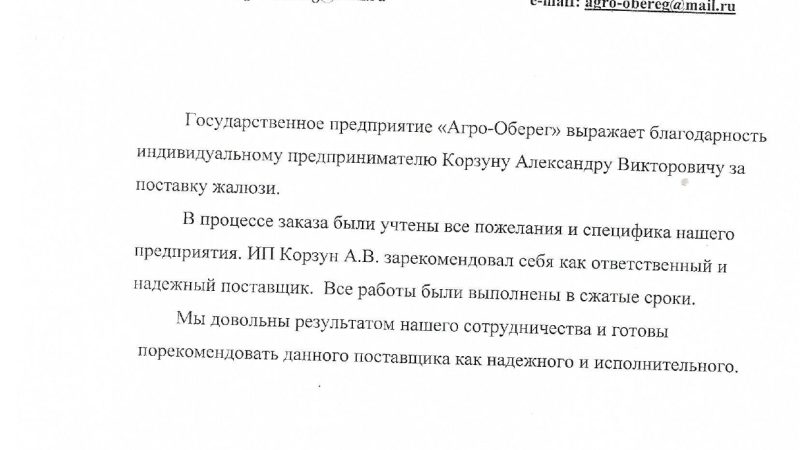 e-mail: agro-obereg@mail.ru
Государственное предприятие «Агро-Оберег» выражает благодарность
индивидуальному предпринимателю Корзуну Александру Викторовичу за
поставку жалюзи.
В процессе заказа были учтены все пожелания и специфика нашего
предприятия. ИП Корзун А.В. зарекомендовал себя как ответственный и
надежный поставщик. Все работы были выполнены в сжатые сроки.
Мы довольны результатом нашего сотрудничества и готовы
порекомендовать данного поставщика как надежного и исполнительного.